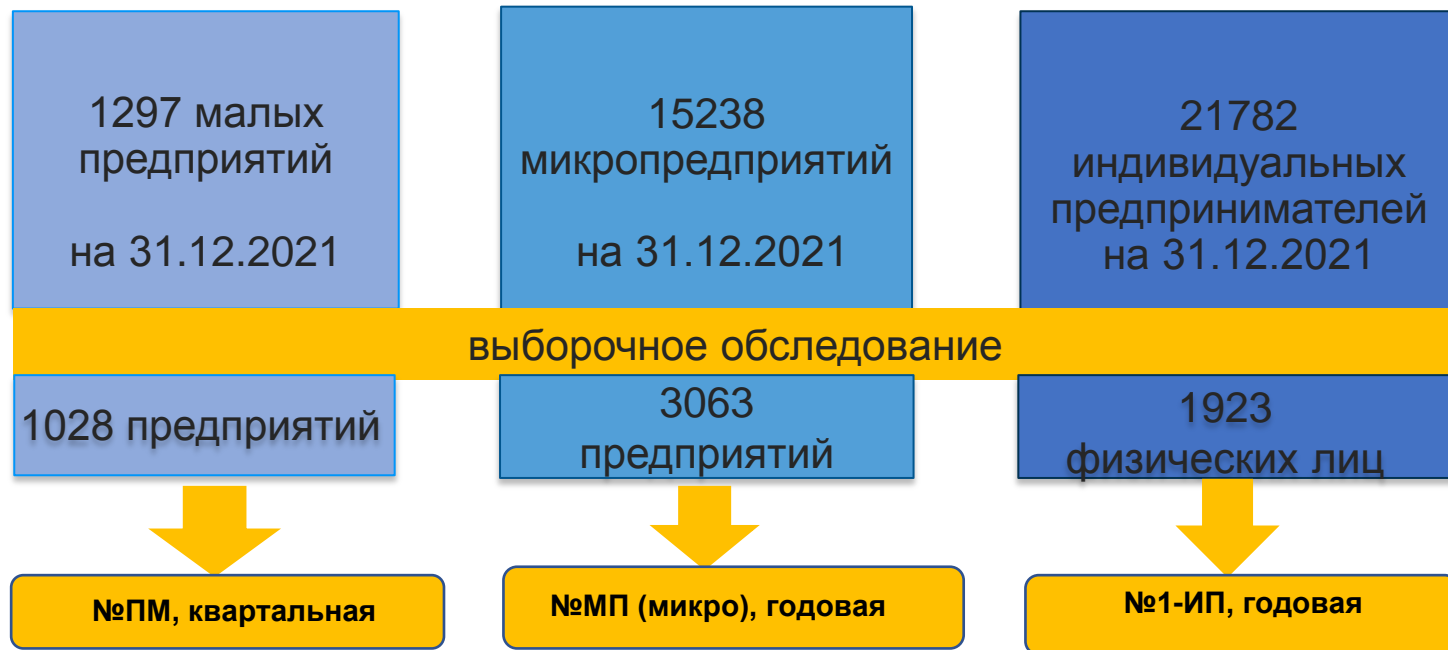 1297 малых
предприятий
на 31.12.2021
15238
микропредприятий
на 31.12.2021
21782
индивидуальных
предпринимателей
на 31.12.2021
выборочное обследование
1028 предприятий
3063
предприятий
1923
физических лиц
№ПМ, квартальная
№МП (микро), годовая
№1-ИП, годовая